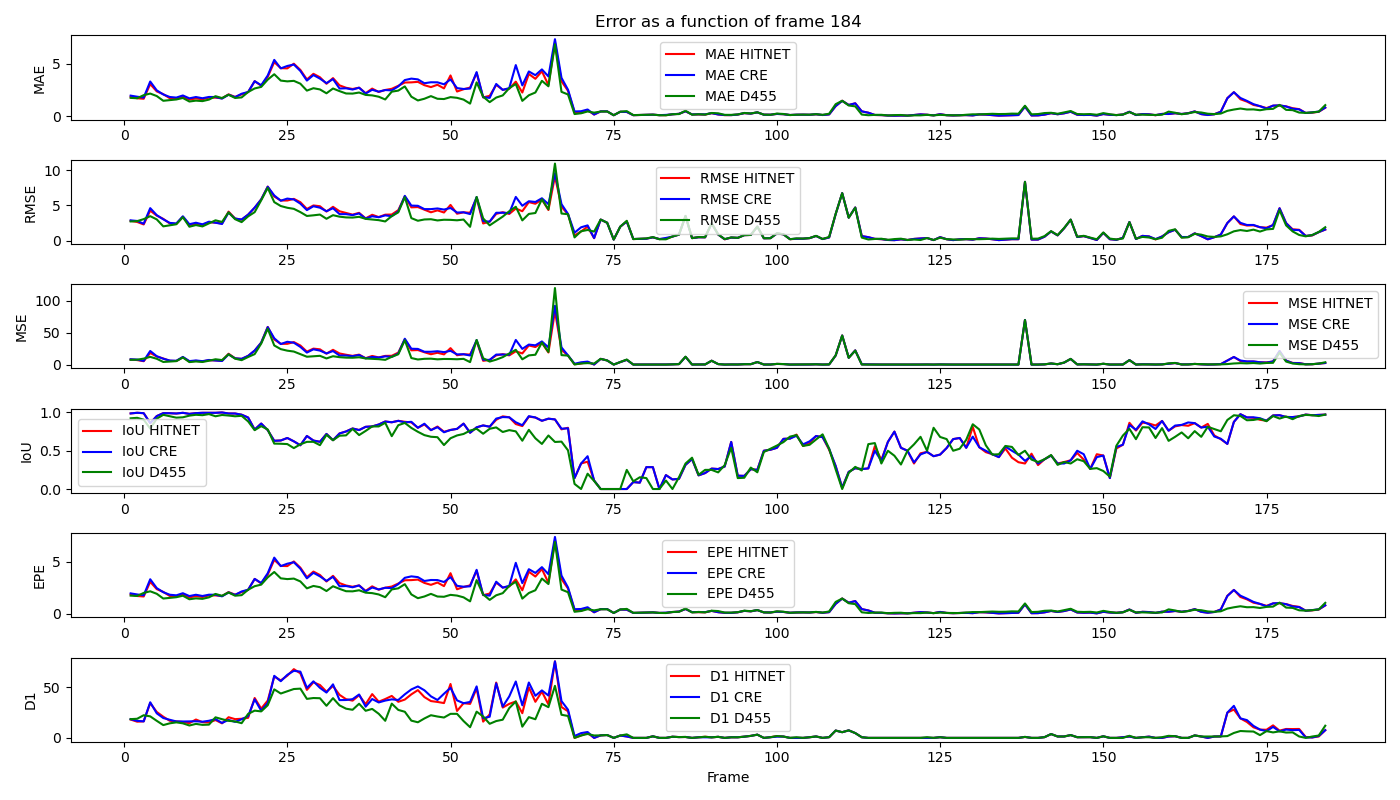 Error as a function of frame 184
MAE
5
0
MAE HITNET
MAE CRE
MAE D455
0 25 50 75 100 125 150 175
RMSE
10
5
0
RMSE HITNET
RMSE CRE
RMSE D455
0 25 50 75 100 125 150 175
MSE
100
50
0
MSE HITNET
MSE CRE
MSE D455
0 25 50 75 100 125 150 175
IoU
1.0
0.5
0.0
IoU HITNET
IoU CRE
IoU D455
0 25 50 75 100 125 150 175
EPE
5
0
EPE HITNET
EPE CRE
EPE D455
0 25 50 75 100 125 150 175
D1
50
0
D1 HITNET
D1 CRE
D1 D455
0 25 50 75 100 125 150 175
Frame